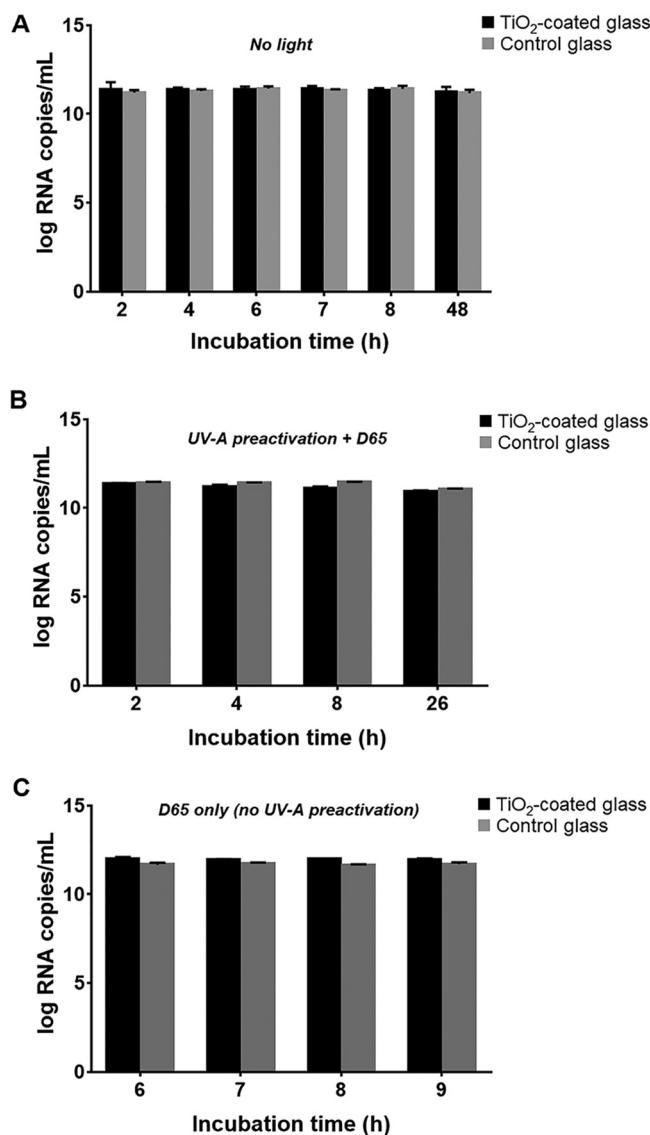 A
No light
TiO₂-coated glass
Control glass
log RNA copies/mL
15
10
5
0
2 4 6 7 8 48
Incubation time (h)
B
UV-A preactivation + D65
TiO₂-coated glass
Control glass
log RNA copies/mL
15
10
5
0
2 4 8 26
Incubation time (h)
C
D65 only (no UV-A preactivation)
TiO₂-coated glass
Control glass
log RNA copies/mL
15
10
5
0
6 7 8 9
Incubation time (h)